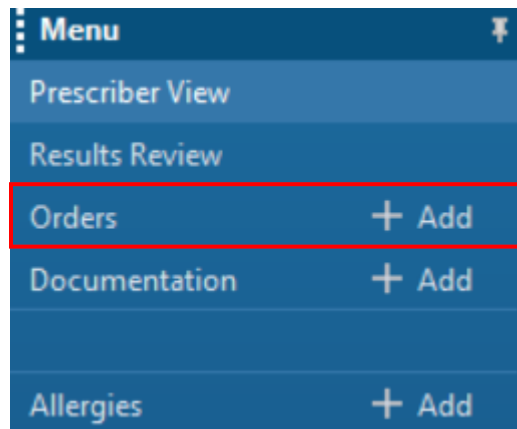 Menu
Prescriber View
Results Review
Orders + Add
Documentation + Add
Allergies + Add